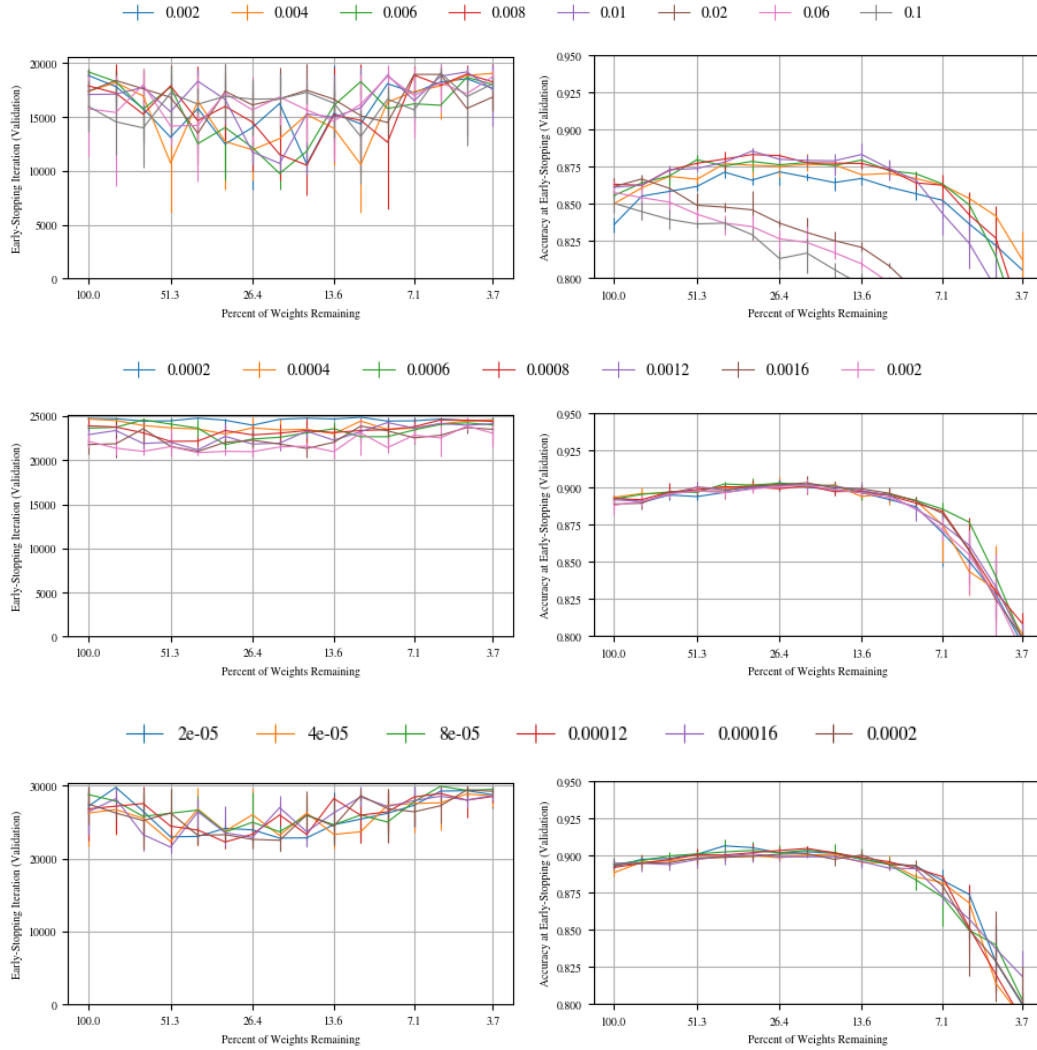 0.002 0.004 0.006 0.008 0.01 0.02 0.06 0.1
Early-Stopping Iteration (Validation)
20000
15000
10000
5000
0
100.0 51.3 26.4 13.6 7.1 3.7
Percent of Weights Remaining
Accuracy at Early-Stopping (Validation)
0.950
0.925
0.900
0.875
0.850
0.825
0.800
100.0 51.3 26.4 13.6 7.1 3.7
Percent of Weights Remaining
0.0002 0.0004 0.0006 0.0008 0.0012 0.0016 0.002
Early-Stopping Iteration (Validation)
25000
20000
15000
10000
5000
0
100.0 51.3 26.4 13.6 7.1 3.7
Percent of Weights Remaining
Accuracy at Early-Stopping (Validation)
0.950
0.925
0.900
0.875
0.850
0.825
0.800
100.0 51.3 26.4 13.6 7.1 3.7
Percent of Weights Remaining
2e-05 4e-05 8e-05 0.00012 0.00016 0.0002
Early-Stopping Iteration (Validation)
30000
20000
10000
0
100.0 51.3 26.4 13.6 7.1 3.7
Percent of Weights Remaining
Accuracy at Early-Stopping (Validation)
0.950
0.925
0.900
0.875
0.850
0.825
0.800
100.0 51.3 26.4 13.6 7.1 3.7
Percent of Weights Remaining